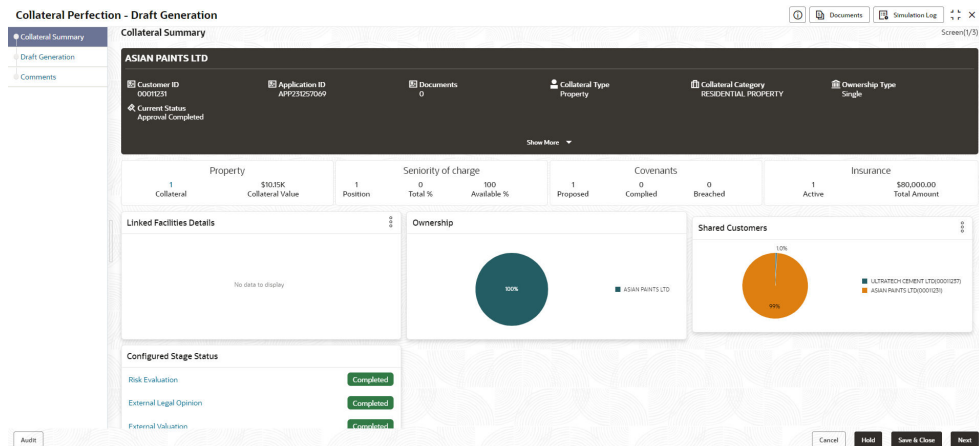 Collateral Perfection - Draft Generation
Documents
Simulation Log
Collateral Summary
Draft Generation
Comments
Collateral Summary
Screen(1/3)
ASIAN PAINTS LTD
Customer ID
00011231
Application ID
APP231257069
Documents
0
Collateral Type
Property
Collateral Category
RESIDENTIAL PROPERTY
Ownership Type
Single
Current Status
Approval Completed
Show More
Property
1
Collateral
$10.15K
Collateral Value
Seniority of charge
1
Position
0
Total %
100
Available %
Covenants
1
Proposed
0
Complied
0
Breached
Insurance
1
Active
$80,000.00
Total Amount
Linked Facilities Details
No data to display
Ownership
100%
ASIAN PAINTS LTD
Shared Customers
1.0%
99%
ULTRATECH CEMENT LTD(00011237)
ASIAN PAINTS LTD(00011231)
Configured Stage Status
Risk Evaluation
Completed
External Legal Opinion
Completed
External Valuation
Completed
Audit
Cancel
Hold
Save & Close
Next